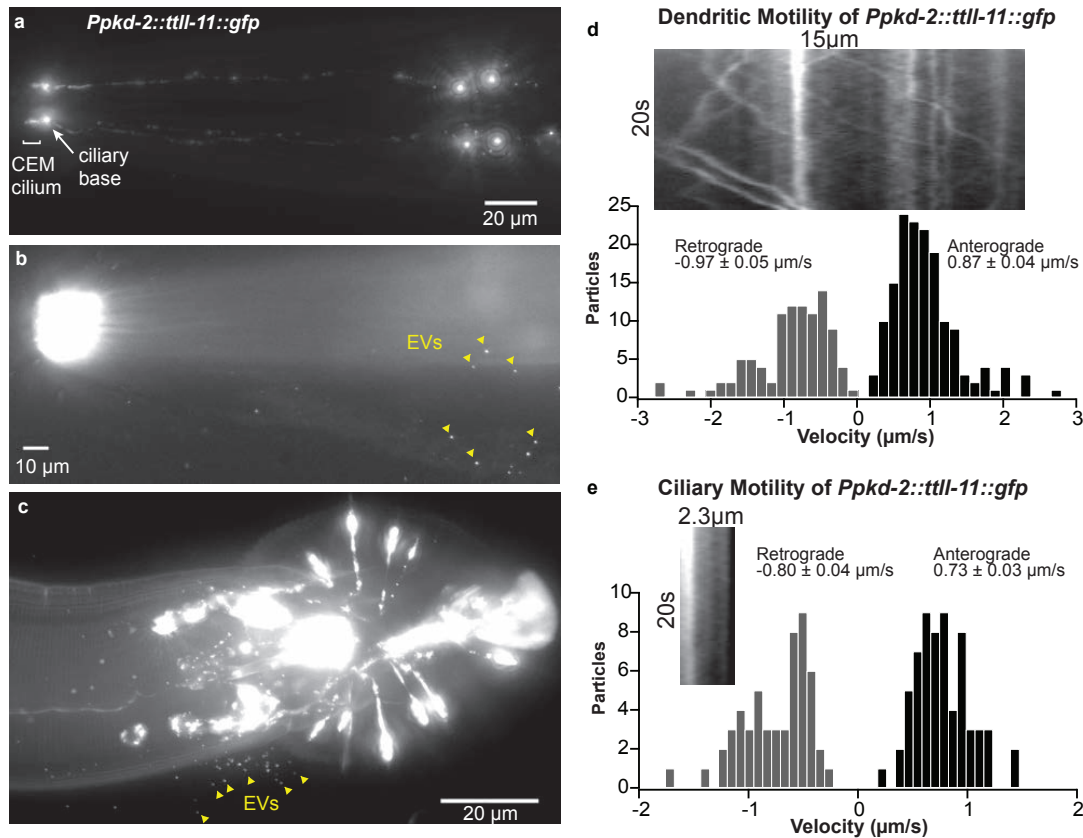 a
Ppkd-2::ttll-11::gfp
CEM
cilium
ciliary
base
20 µm
b
EVs
10 µm
c
EVs
20 µm
d
Dendritic Motility of Ppkd-2::ttll-11::gfp
15µm
20s
25
20
15
10
5
0
Particles
Retrograde
-0.97 ± 0.05 µm/s
Anterograde
0.87 ± 0.04 µm/s
-3 -2 -1 0 1 2 3
Velocity (µm/s)
e
Ciliary Motility of Ppkd-2::ttll-11::gfp
2.3µm
20s
Retrograde
-0.80 ± 0.04 µm/s
Anterograde
0.73 ± 0.03 µm/s
10
8
6
4
2
0
Particles
-2 -1 0 1 2
Velocity (µm/s)